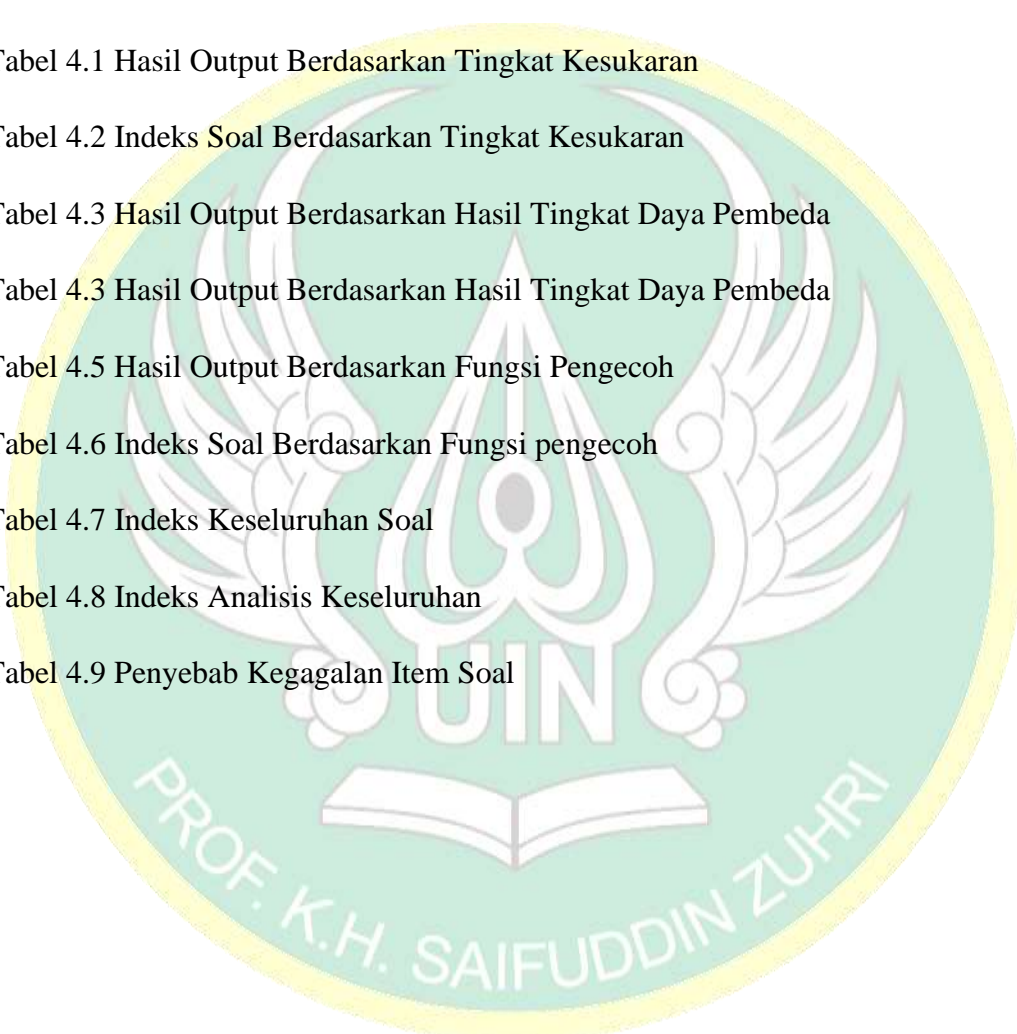 Tabel 4.1 Hasil Output Berdasarkan Tingkat Kesukaran
Tabel 4.2 Indeks Soal Berdasarkan Tingkat Kesukaran
Tabel 4.3 Hasil Output Berdasarkan Hasil Tingkat Daya Pembeda
Tabel 4.3 Hasil Output Berdasarkan Hasil Tingkat Daya Pembeda
Tabel 4.5 Hasil Output Berdasarkan Fungsi Pengecoh
Tabel 4.6 Indeks Soal Berdasarkan Fungsi pengecoh
Tabel 4.7 Indeks Keseluruhan Soal
Tabel 4.8 Indeks Analisis Keseluruhan
Tabel 4.9 Penyebab Kegagalan Item Soal
UIN
PROF. K.H. SAIFUDDIN ZUHRI